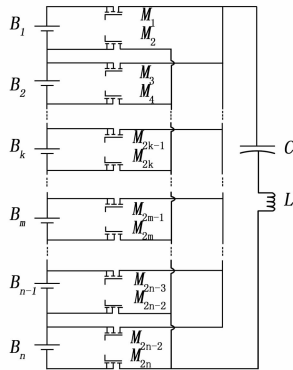 B1 M1
M2
B2 M3
M4
Bk M2k-1
M2k
C
L
Bm M2m-1
M2m
Bn-1 M2n-3
M2n-2
Bn M2n-2
M2n